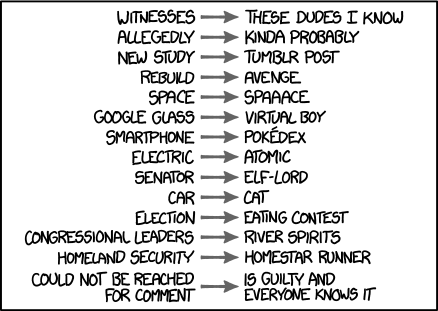 WITNESSES → THESE DUDES I KNOW
ALLEGEDLY → KINDA PROBABLY
NEW STUDY → TUMBLR POST
REBUILD → AVENGE
SPACE → SPAAACE
GOOGLE GLASS → VIRTUAL BOY
SMARTPHONE → POKÉDEX
ELECTRIC → ATOMIC
SENATOR → ELF-LORD
CAR → CAT
ELECTION → EATING CONTEST
CONGRESSIONAL LEADERS → RIVER SPIRITS
HOMELAND SECURITY → HOMESTAR RUNNER
COULD NOT BE REACHED
FOR COMMENT → IS GUILTY AND
EVERYONE KNOWS IT